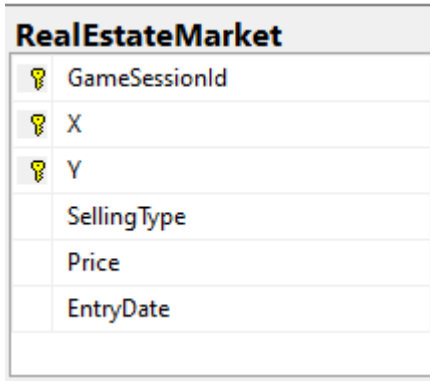 RealEstateMarket
GameSessionId
X
Y
SellingType
Price
EntryDate